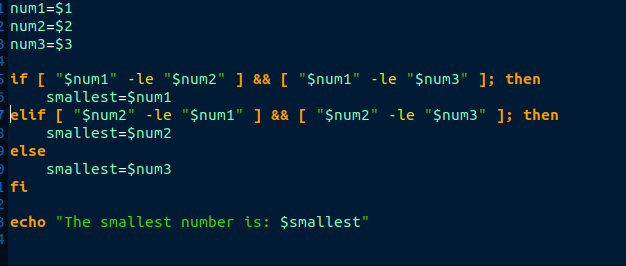 num1=$1
num2=$2
num3=$3
if [ "$num1" -le "$num2" ] && [ "$num1" -le "$num3" ]; then
    smallest=$num1
elif [ "$num2" -le "$num1" ] && [ "$num2" -le "$num3" ]; then
    smallest=$num2
else
    smallest=$num3
fi
echo "The smallest number is: $smallest"